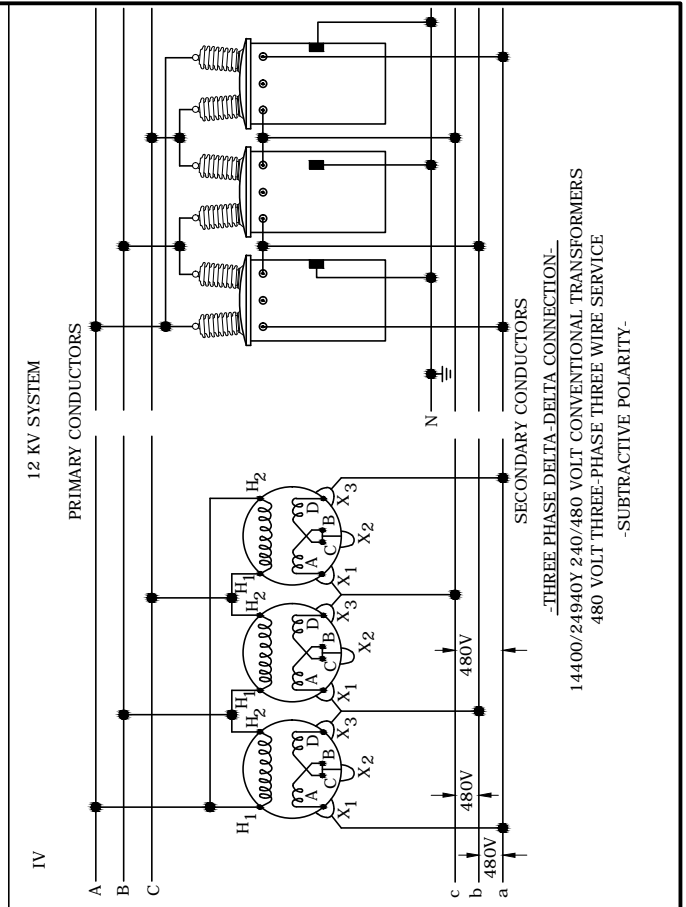 IV
12 KV SYSTEM
PRIMARY CONDUCTORS
A
B
C
H1
H2
H1
H2
H1
H2
A
D
C
B
X1
X3
X2
A
D
C
B
X1
X3
X2
A
D
C
B
X1
X3
X2
N
c
b
a
480V
480V
480V
SECONDARY CONDUCTORS
-THREE PHASE DELTA-DELTA CONNECTION-
14400/24940Y 240/480 VOLT CONVENTIONAL TRANSFORMERS
480 VOLT THREE-PHASE THREE WIRE SERVICE
-SUBTRACTIVE POLARITY-